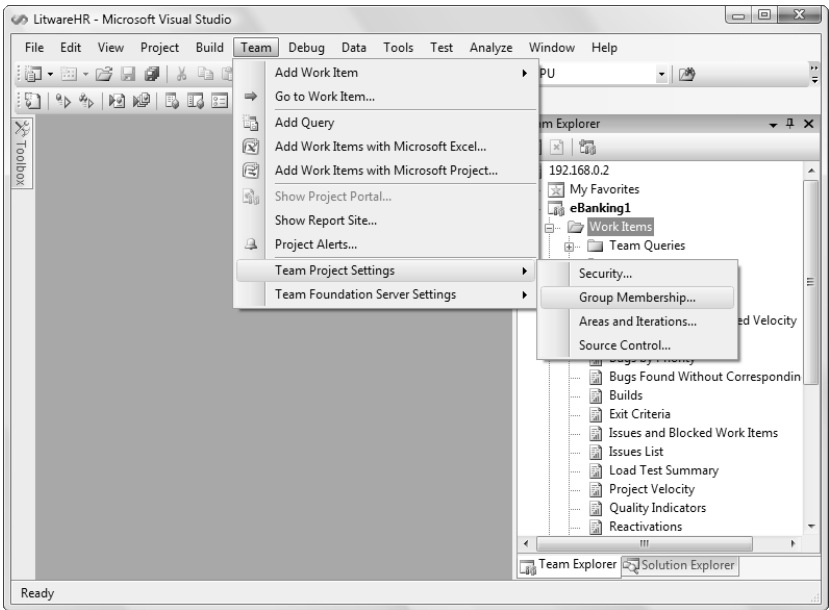 LitwareHR - Microsoft Visual Studio
File Edit View Project Build Team Debug Data Tools Test Analyze Window Help
Add Work Item
PU
Go to Work Item...
Add Query
Add Work Items with Microsoft Excel...
Add Work Items with Microsoft Project...
Show Project Portal...
Show Report Site...
Project Alerts...
Team Project Settings
Team Foundation Server Settings
Security...
Group Membership...
Areas and Iterations...
Source Control...
Toolbox
m Explorer
192.168.0.2
My Favorites
eBanking1
Work Items
Team Queries
ed Velocity
Bugs by Priority
Bugs Found Without Correspondin
Builds
Exit Criteria
Issues and Blocked Work Items
Issues List
Load Test Summary
Project Velocity
Quality Indicators
Reactivations
Team Explorer Solution Explorer
Ready